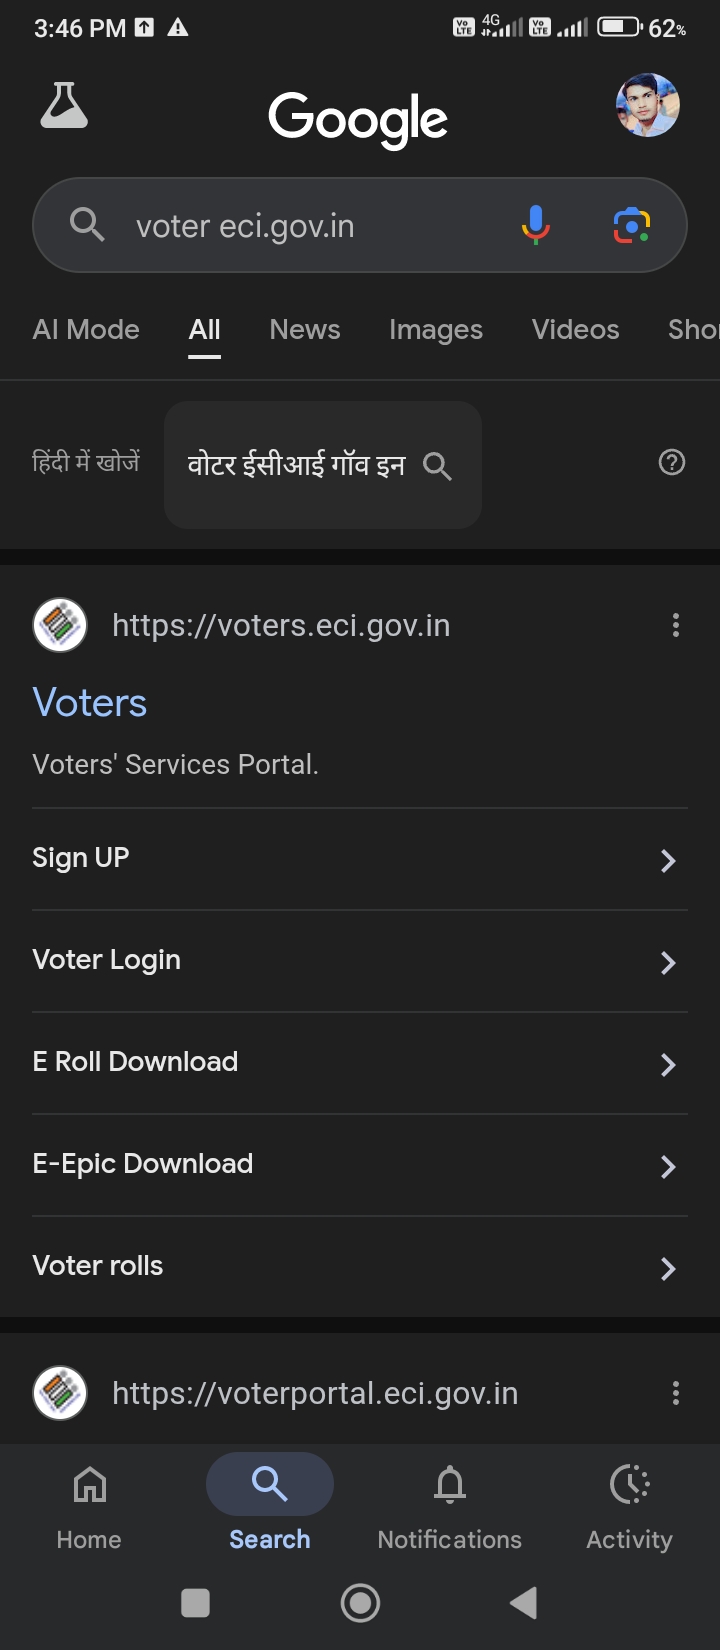 3:46 PM 4G 62%
Google
voter eci.gov.in
AI Mode All News Images Videos Shor
हिंदी में खोजें वोटर ईसीआई गॉव इन
https://voters.eci.gov.in
Voters
Voters' Services Portal.
Sign UP
Voter Login
E Roll Download
E-Epic Download
Voter rolls
https://voterportal.eci.gov.in
Home Search Notifications Activity